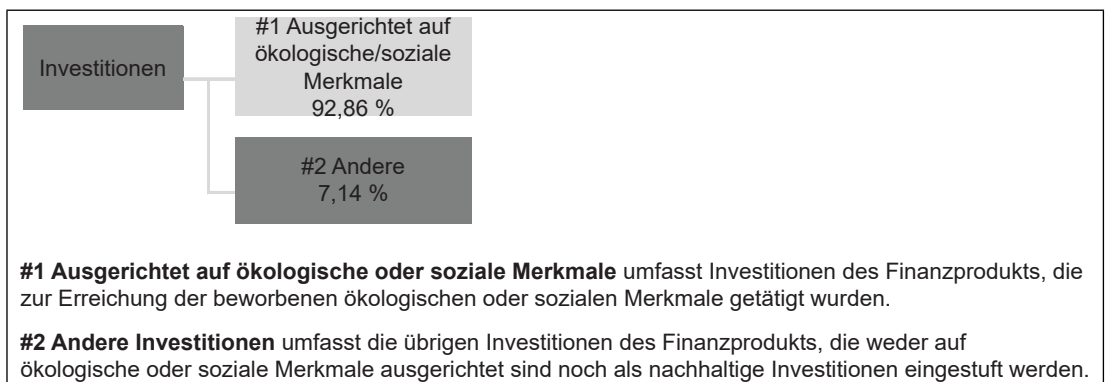 Investitionen
#1 Ausgerichtet auf
ökologische/soziale
Merkmale
92,86 %
#2 Andere
7,14 %
#1 Ausgerichtet auf ökologische oder soziale Merkmale umfasst Investitionen des Finanzprodukts, die
zur Erreichung der beworbenen ökologischen oder sozialen Merkmale getätigt wurden.
#2 Andere Investitionen umfasst die übrigen Investitionen des Finanzprodukts, die weder auf
ökologische oder soziale Merkmale ausgerichtet sind noch als nachhaltige Investitionen eingestuft werden.